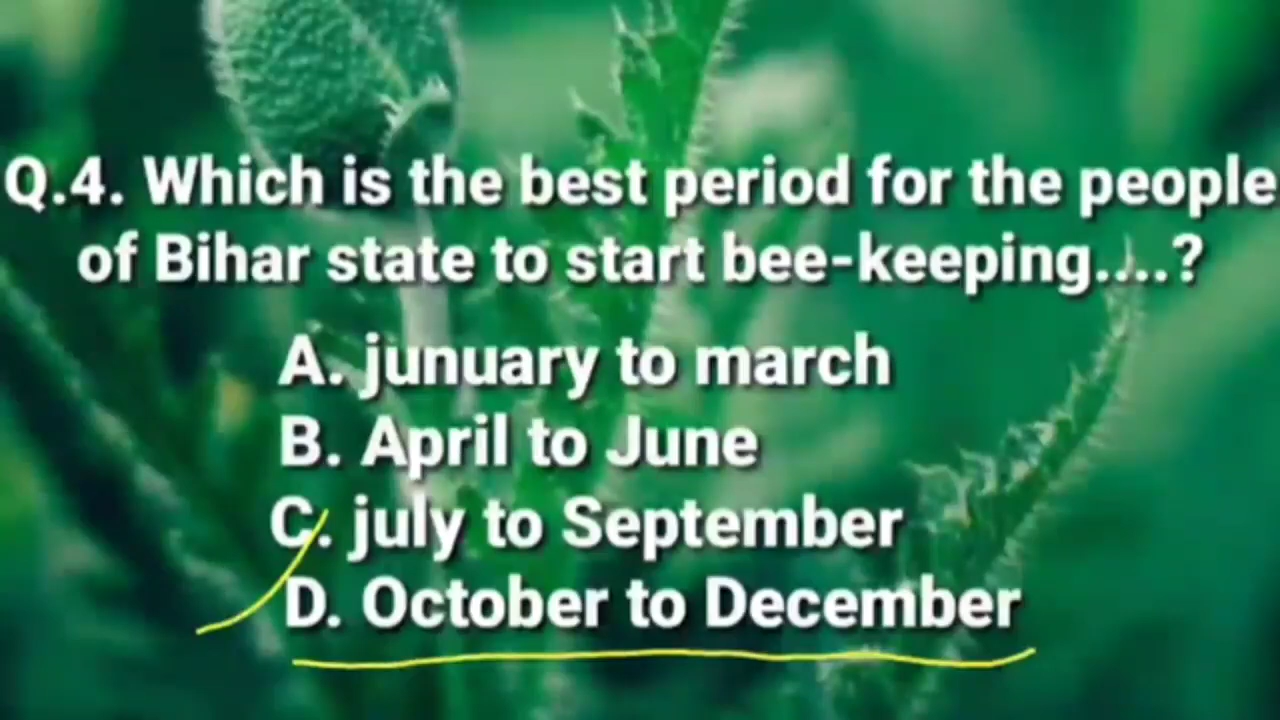 Q.4. Which is the best period for the people
of Bihar state to start bee-keeping....?
A. junuary to march
B. April to June
C. july to September
D. October to December